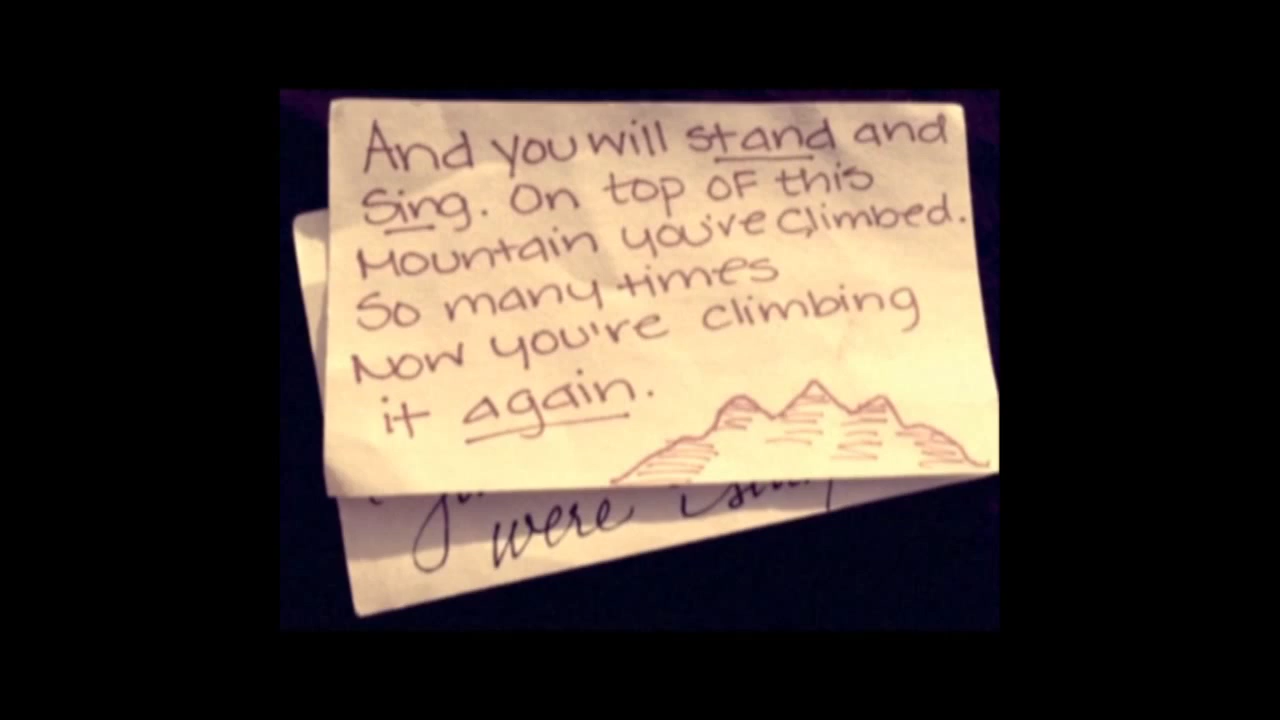 And you will stand and
Sing. On top OF this
Mountain you've climbed.
So many times
Now you're climbing
it again.
were